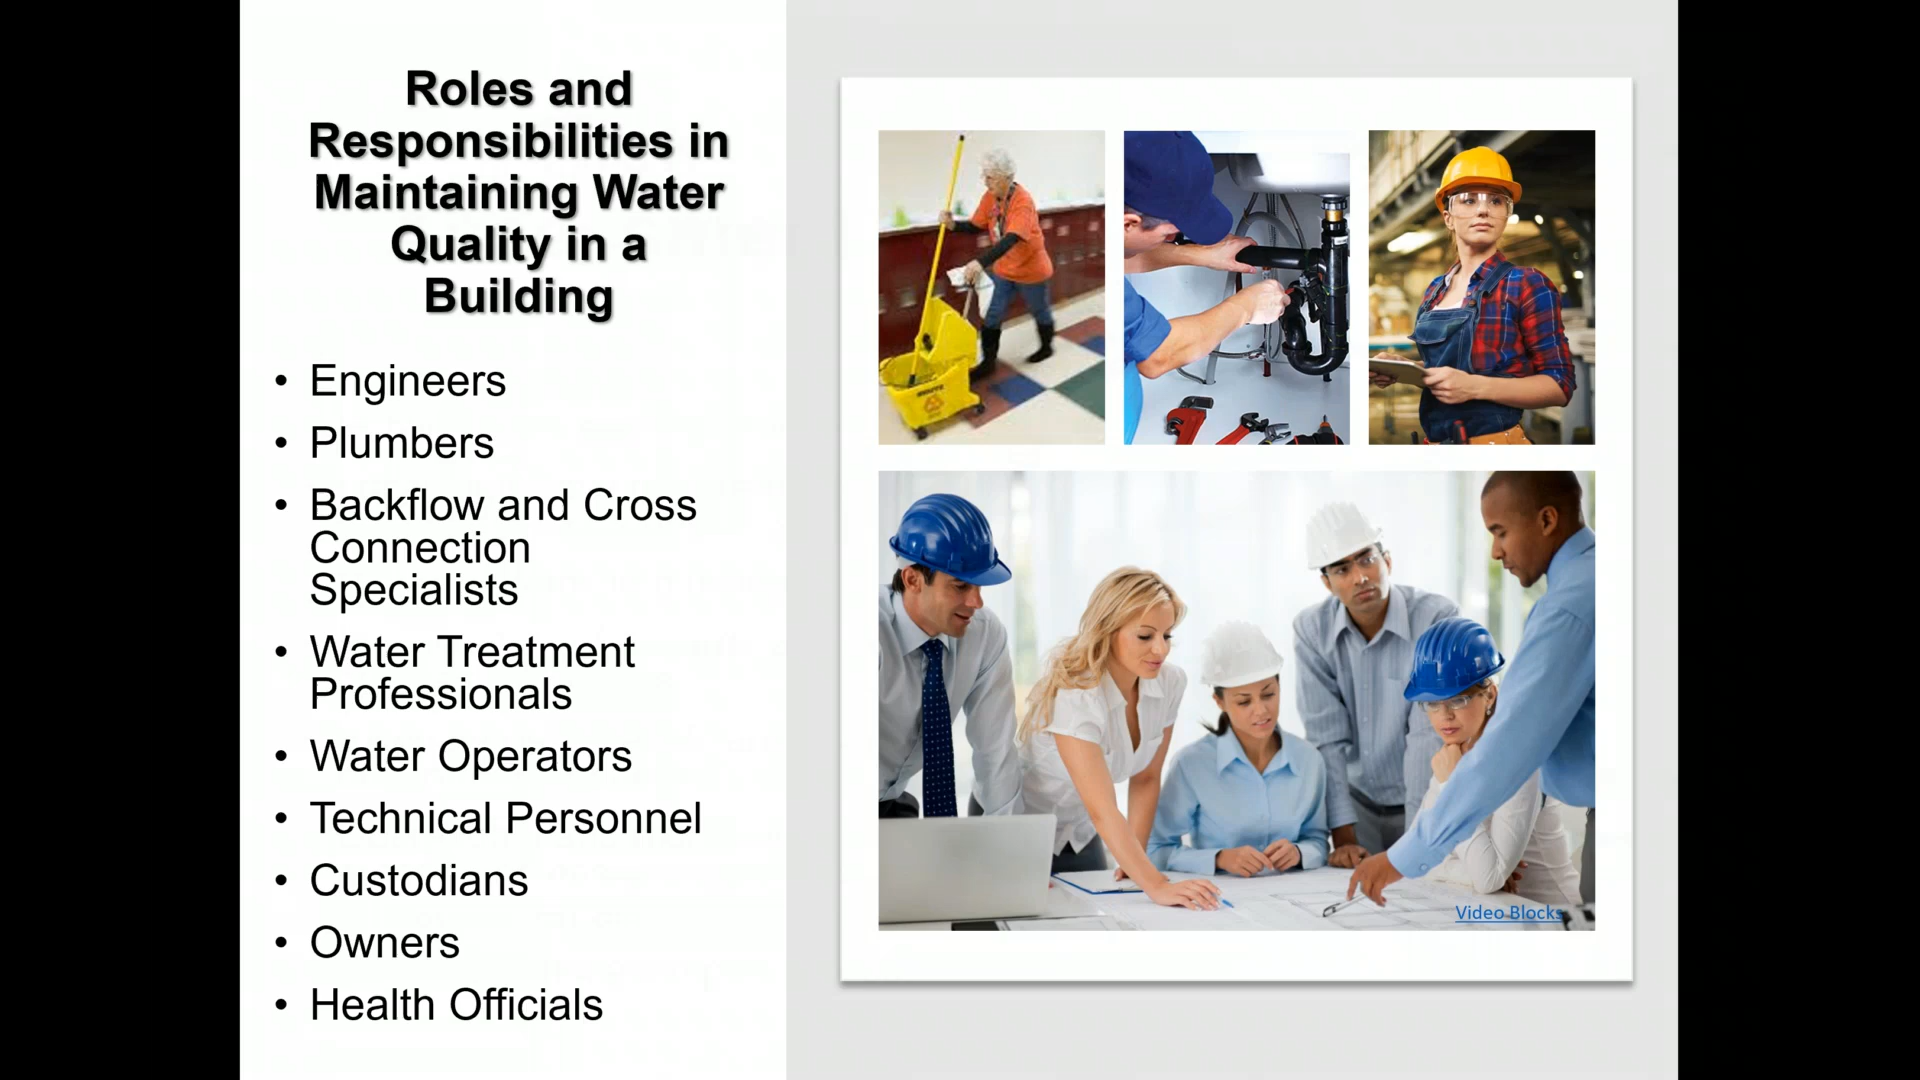 Roles and
Responsibilities in
Maintaining Water
Quality in a
Building
• Engineers
• Plumbers
• Backflow and Cross
Connection
Specialists
• Water Treatment
Professionals
• Water Operators
• Technical Personnel
• Custodians
• Owners
• Health Officials
Video Blocks